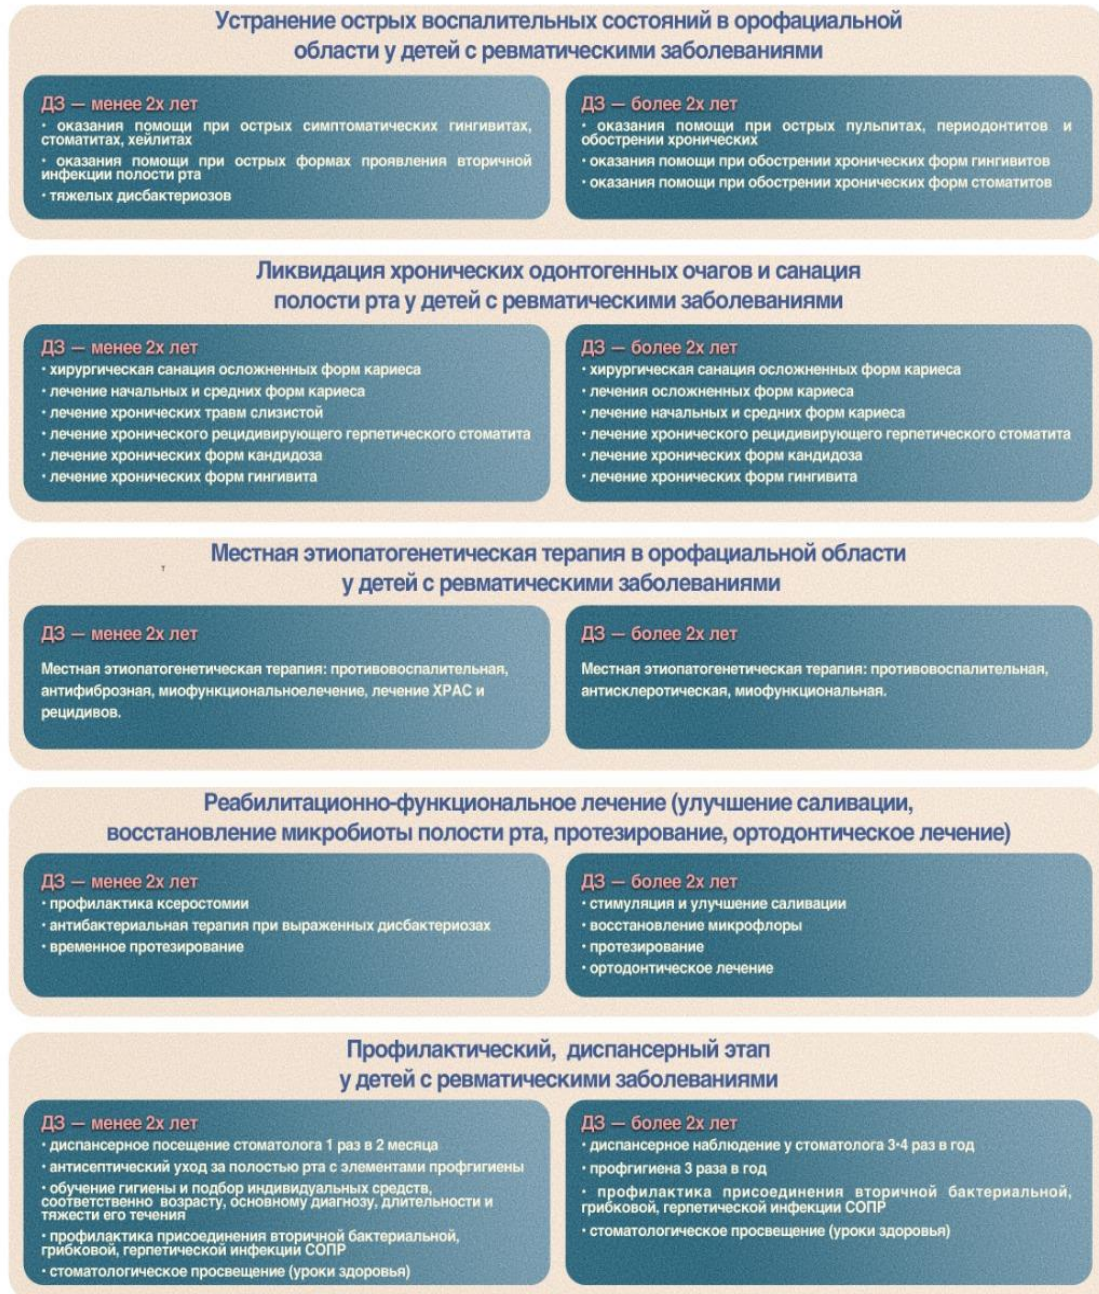 Устранение острых воспалительных состояний в орофациальной
области у детей с ревматическими заболеваниями
ДЗ — менее 2х лет
• оказания помощи при острых симптоматических гингивитах,
стоматитах, хейлитах
• оказания помощи при острых формах проявления вторичной
инфекции полости рта
• тяжелых дисбактериозов
ДЗ — более 2х лет
• оказания помощи при острых пульпитах, периодонтитов и
обострении хронических
• оказания помощи при обострении хронических форм гингивитов
• оказания помощи при обострении хронических форм стоматитов
Ликвидация хронических одонтогенных очагов и санация
полости рта у детей с ревматическими заболеваниями
ДЗ — менее 2х лет
• хирургическая санация осложненных форм кариеса
• лечение начальных и средних форм кариеса
• лечение хронических травм слизистой
• лечение хронического рецидивирующего герпетического стоматита
• лечение хронических форм кандидоза
• лечение хронических форм гингивита
ДЗ — более 2х лет
• хирургическая санация осложненных форм кариеса
• лечения осложненных форм кариеса
• лечение начальных и средних форм кариеса
• лечение хронического рецидивирующего герпетического стоматита
• лечение хронических форм кандидоза
• лечение хронических форм гингивита
Местная этиопатогенетическая терапия в орофациальной области
у детей с ревматическими заболеваниями
ДЗ — менее 2х лет
Местная этиопатогенетическая терапия: противовоспалительная,
антифиброзная, миофункциональноелечение, лечение ХРАС и
рецидивов.
ДЗ — более 2х лет
Местная этиопатогенетическая терапия: противовоспалительная,
антисклеротическая, миофункциональная.
Реабилитационно-функциональное лечение (улучшение саливации,
восстановление микробиоты полости рта, протезирование, ортодонтическое лечение)
ДЗ — менее 2х лет
• профилактика ксеростомии
• антибактериальная терапия при выраженных дисбактериозах
• временное протезирование
ДЗ — более 2х лет
• стимуляция и улучшение саливации
• восстановление микрофлоры
• протезирование
• ортодонтическое лечение
Профилактический, диспансерный этап
у детей с ревматическими заболеваниями
ДЗ — менее 2х лет
• диспансерное посещение стоматолога 1 раз в 2 месяца
• антисептический уход за полостью рта с элементами профгигиены
• обучение гигиены и подбор индивидуальных средств,
соответственно возрасту, основному диагнозу, длительности и
тяжести его течения
• профилактика присоединения вторичной бактериальной,
грибковой, герпетической инфекции СОПР
• стоматологическое просвещение (уроки здоровья)
ДЗ — более 2х лет
• диспансерное наблюдение у стоматолога 3-4 раз в год
• профгигиена 3 раза в год
• профилактика присоединения вторичной бактериальной,
грибковой, герпетической инфекции СОПР
• стоматологическое просвещение (уроки здоровья)